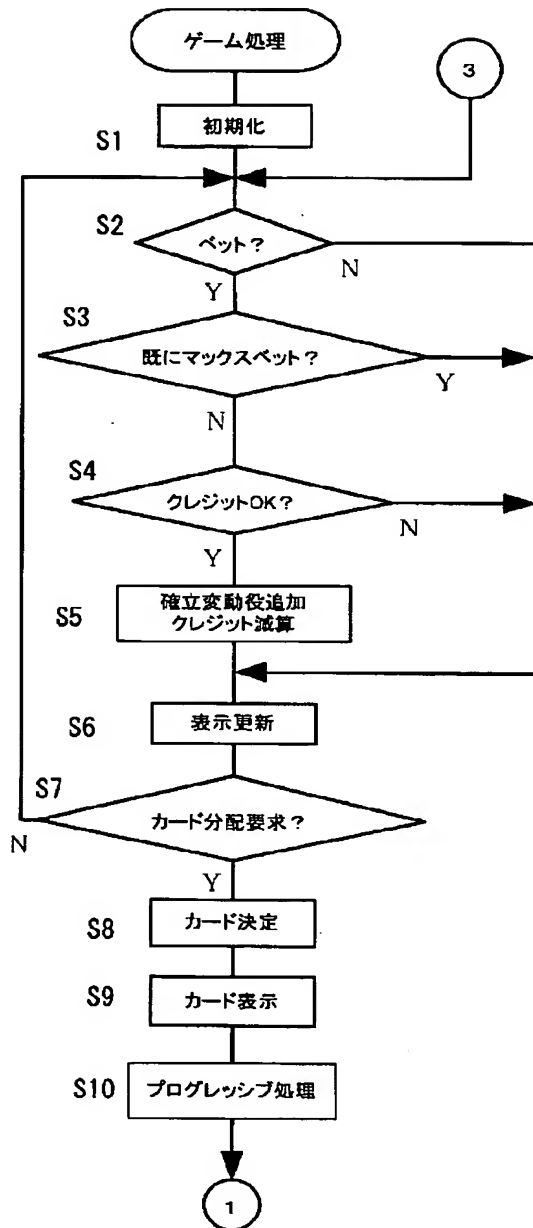 ゲーム処理
3
S1
初期化
S2
ベット?
N
Y
S3
既にマックスベット?
Y
N
S4
クレジットOK?
N
Y
S5
確立変動役追加
クレジット減算
S6
表示更新
S7
カード分配要求?
N
Y
S8
カード決定
S9
カード表示
S10
プログレッシブ処理
1